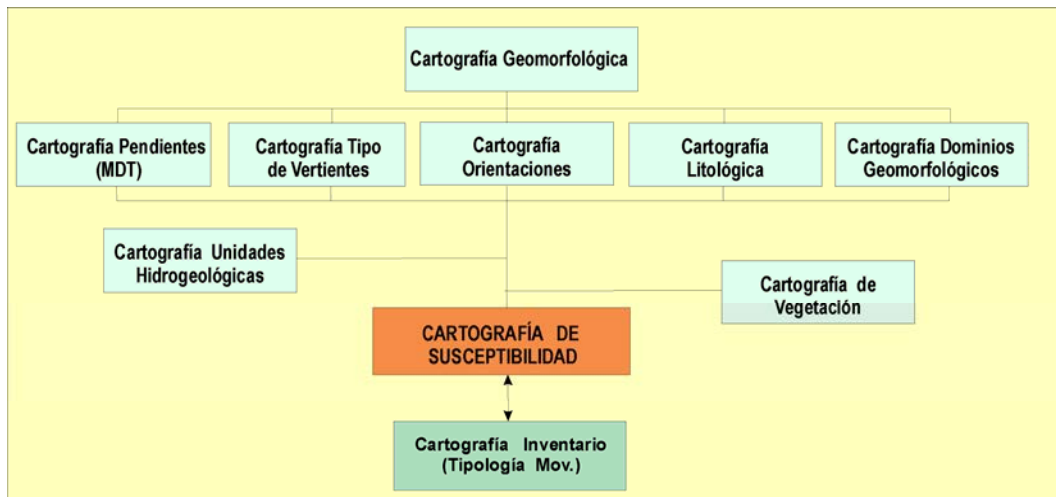 Cartografía Geomorfológica
Cartografía Pendientes
(MDT)
Cartografía Tipo
de Vertientes
Cartografía
Orientaciones
Cartografía
Litológica
Cartografía Dominios
Geomorfológicos
Cartografía Unidades
Hidrogeológicas
Cartografía de
Vegetación
CARTOGRAFÍA DE
SUSCEPTIBILIDAD
Cartografía Inventario
(Tipología Mov.)